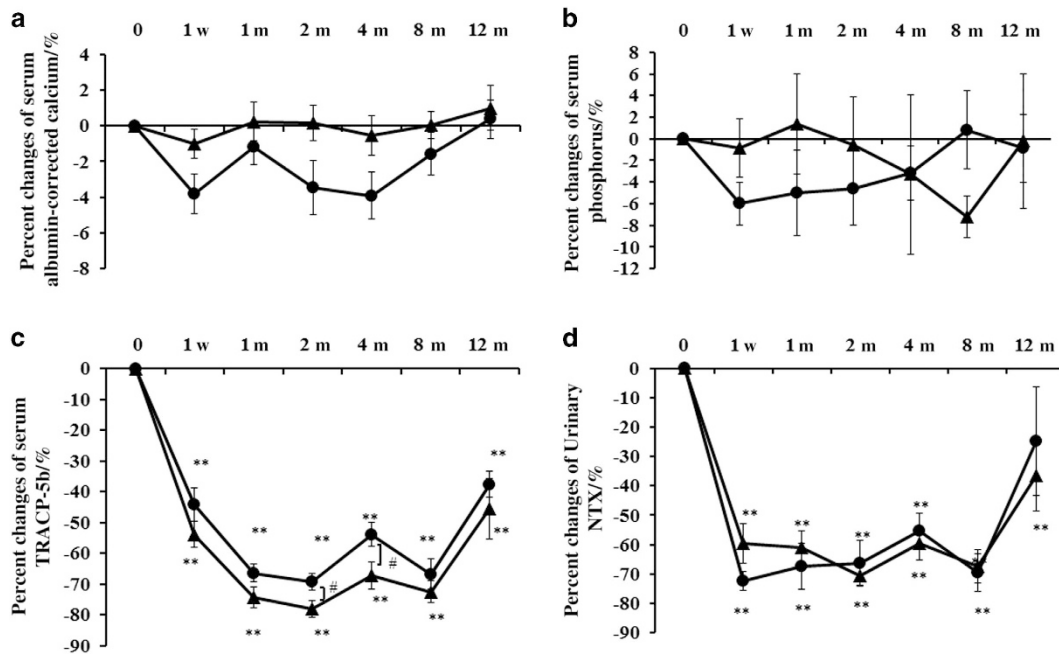 a
0 1 w 1 m 2 m 4 m 8 m 12 m
Percent changes of serum
albumin-corrected calcium/%
4
2
0
-2
-4
-6
-8
b
0 1 w 1 m 2 m 4 m 8 m 12 m
Percent changes of serum
phosphorus/%
8
6
4
2
0
-2
-4
-6
-8
-10
-12
c
0 1 w 1 m 2 m 4 m 8 m 12 m
Percent changes of serum
TRACP-5b/%
0
-10
-20
-30
-40
-50
-60
-70
-80
-90
** ** ** ** ** **
# #
** ** ** ** ** **
d
0 1 w 1 m 2 m 4 m 8 m 12 m
Percent changes of Urinary
NTX/%
0
-10
-20
-30
-40
-50
-60
-70
-80
-90
** ** ** ** *
** ** ** ** ** **